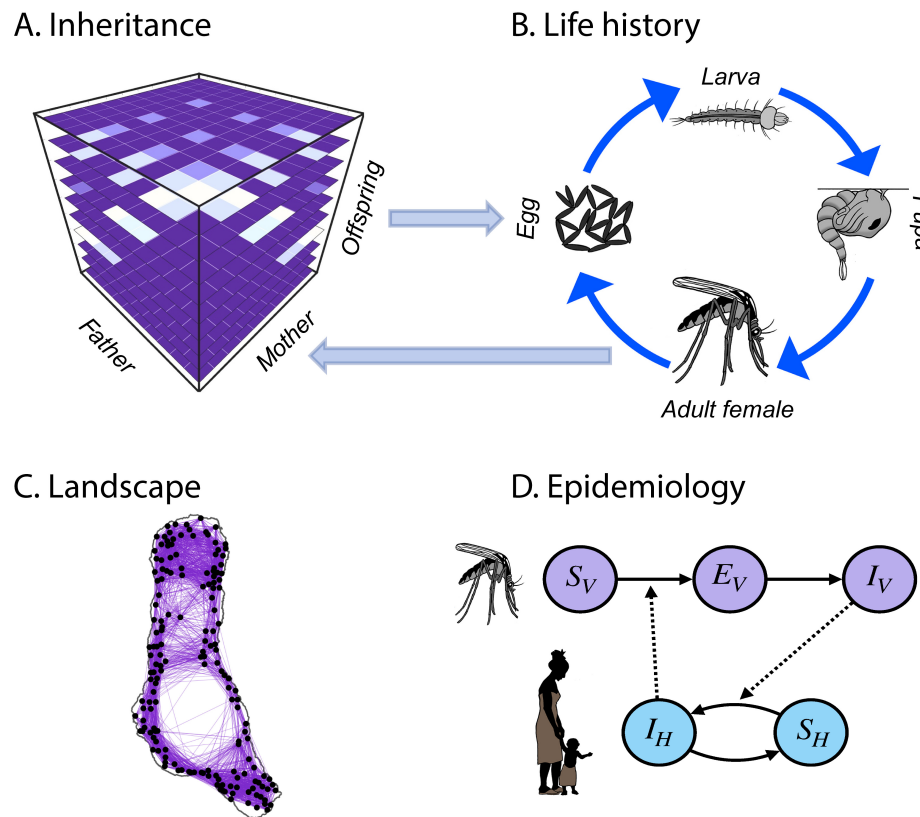 A. Inheritance
B. Life history
Father
Mother
Offspring
Egg
Larva
Adult female
C. Landscape
D. Epidemiology
S_V
E_V
I_V
I_H
S_H